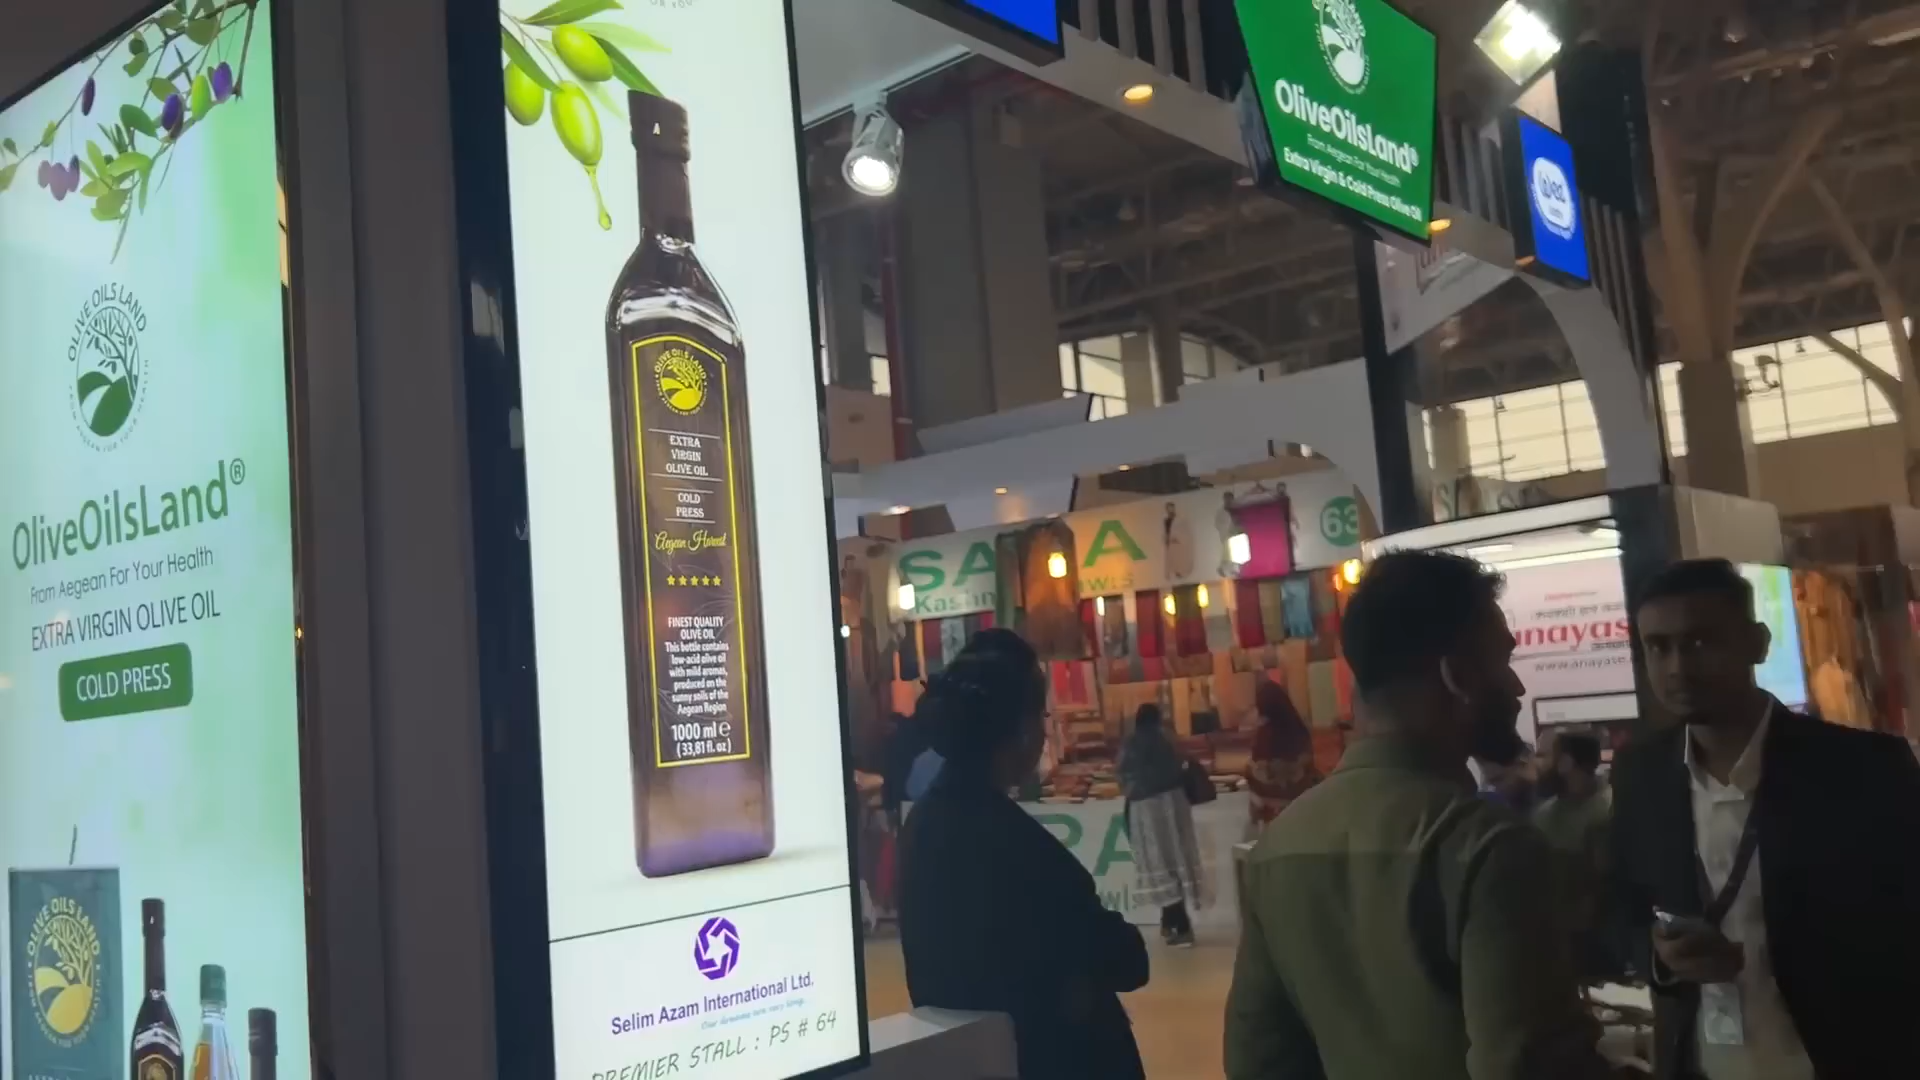 OLIVE OILS LAND
FROM AEGEAN FOR YOUR HEALTH
OliveOilsLand®
From Aegean For Your Health
EXTRA VIRGIN OLIVE OIL
COLD PRESS
OLIVE OILS LAND
OLIVE OILS LAND
EXTRA
VIRGIN
OLIVE OIL
COLD
PRESS
Aegean Harvest
FINEST QUALITY
OLIVE OIL
This bottle contains
low-acid olive oil
with mild aromas,
produced on the
sunny soils of the
Aegean Region
1000 ml e
(33,81 fl. oz)
Selim Azam International Ltd.
PREMIER STALL : PS # 64
OliveOilsLand®
From Aegean For Your Health
Extra Virgin & Cold Press Olive Oil
63